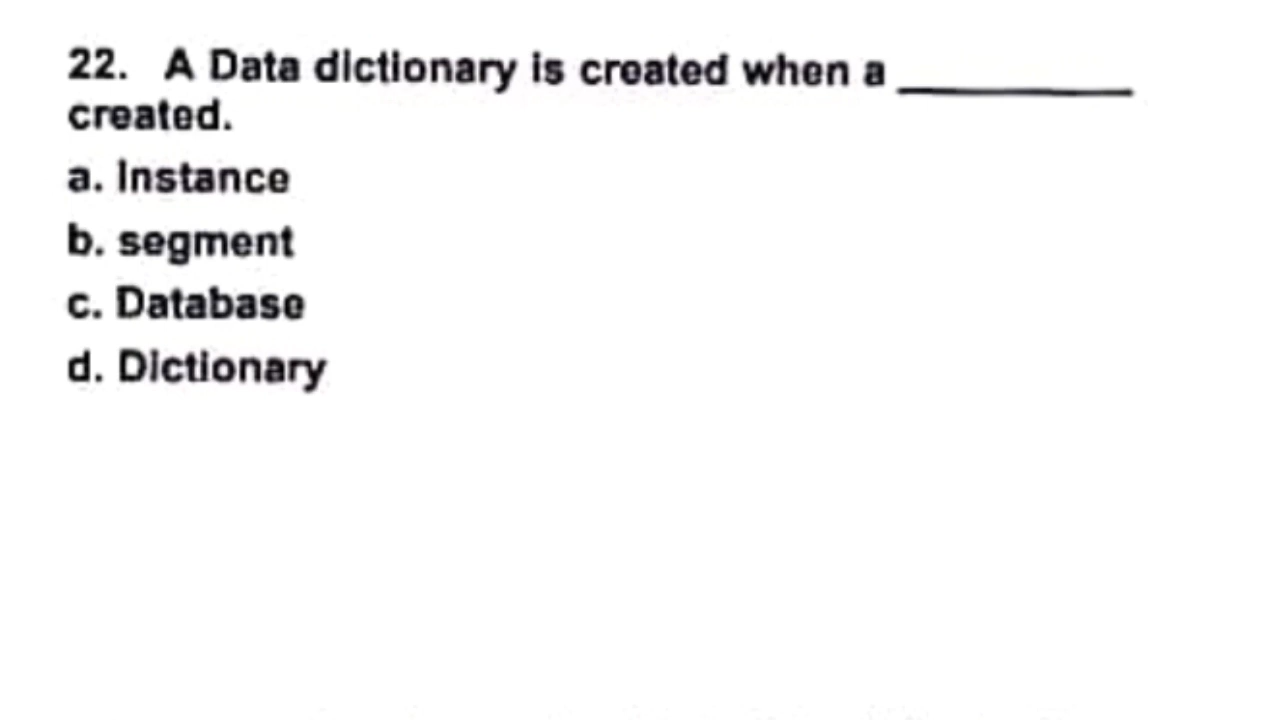 22. A Data dictionary is created when a __________
created.
a. Instance
b. segment
c. Database
d. Dictionary